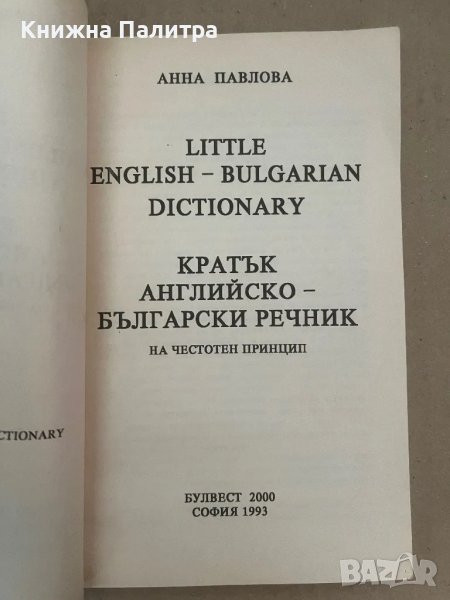 Книжна Палитра
АННА ПАВЛОВА
LITTLE
ENGLISH – BULGARIAN
DICTIONARY
КРАТЪК
АНГЛИЙСКО –
БЪЛГАРСКИ РЕЧНИК
НА ЧЕСТОТЕН ПРИНЦИП
CTIONARY
БУЛВЕСТ 2000
СОФИЯ 1993
BAZAR